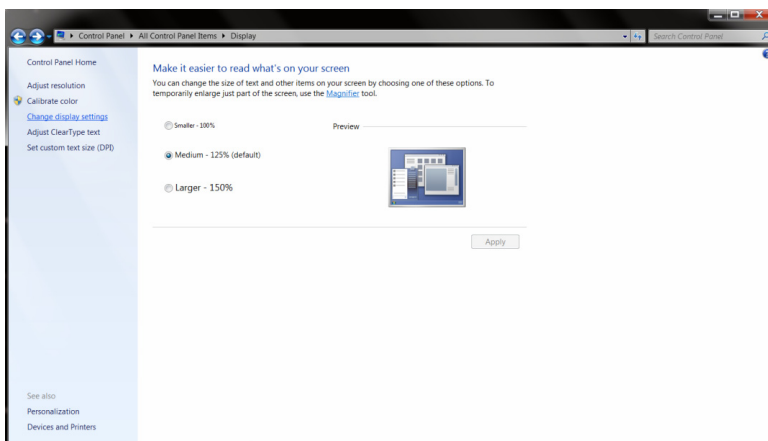 Control Panel ▸ All Control Panel Items ▸ Display
Search Control Panel
Control Panel Home
Adjust resolution
Calibrate color
Change display settings
Adjust ClearType text
Set custom text size (DPI)
Make it easier to read what's on your screen
You can change the size of text and other items on your screen by choosing one of these options. To
temporarily enlarge just part of the screen, use the Magnifier tool.
Smaller - 100%
Preview
Medium - 125% (default)
Larger - 150%
Apply
See also
Personalization
Devices and Printers